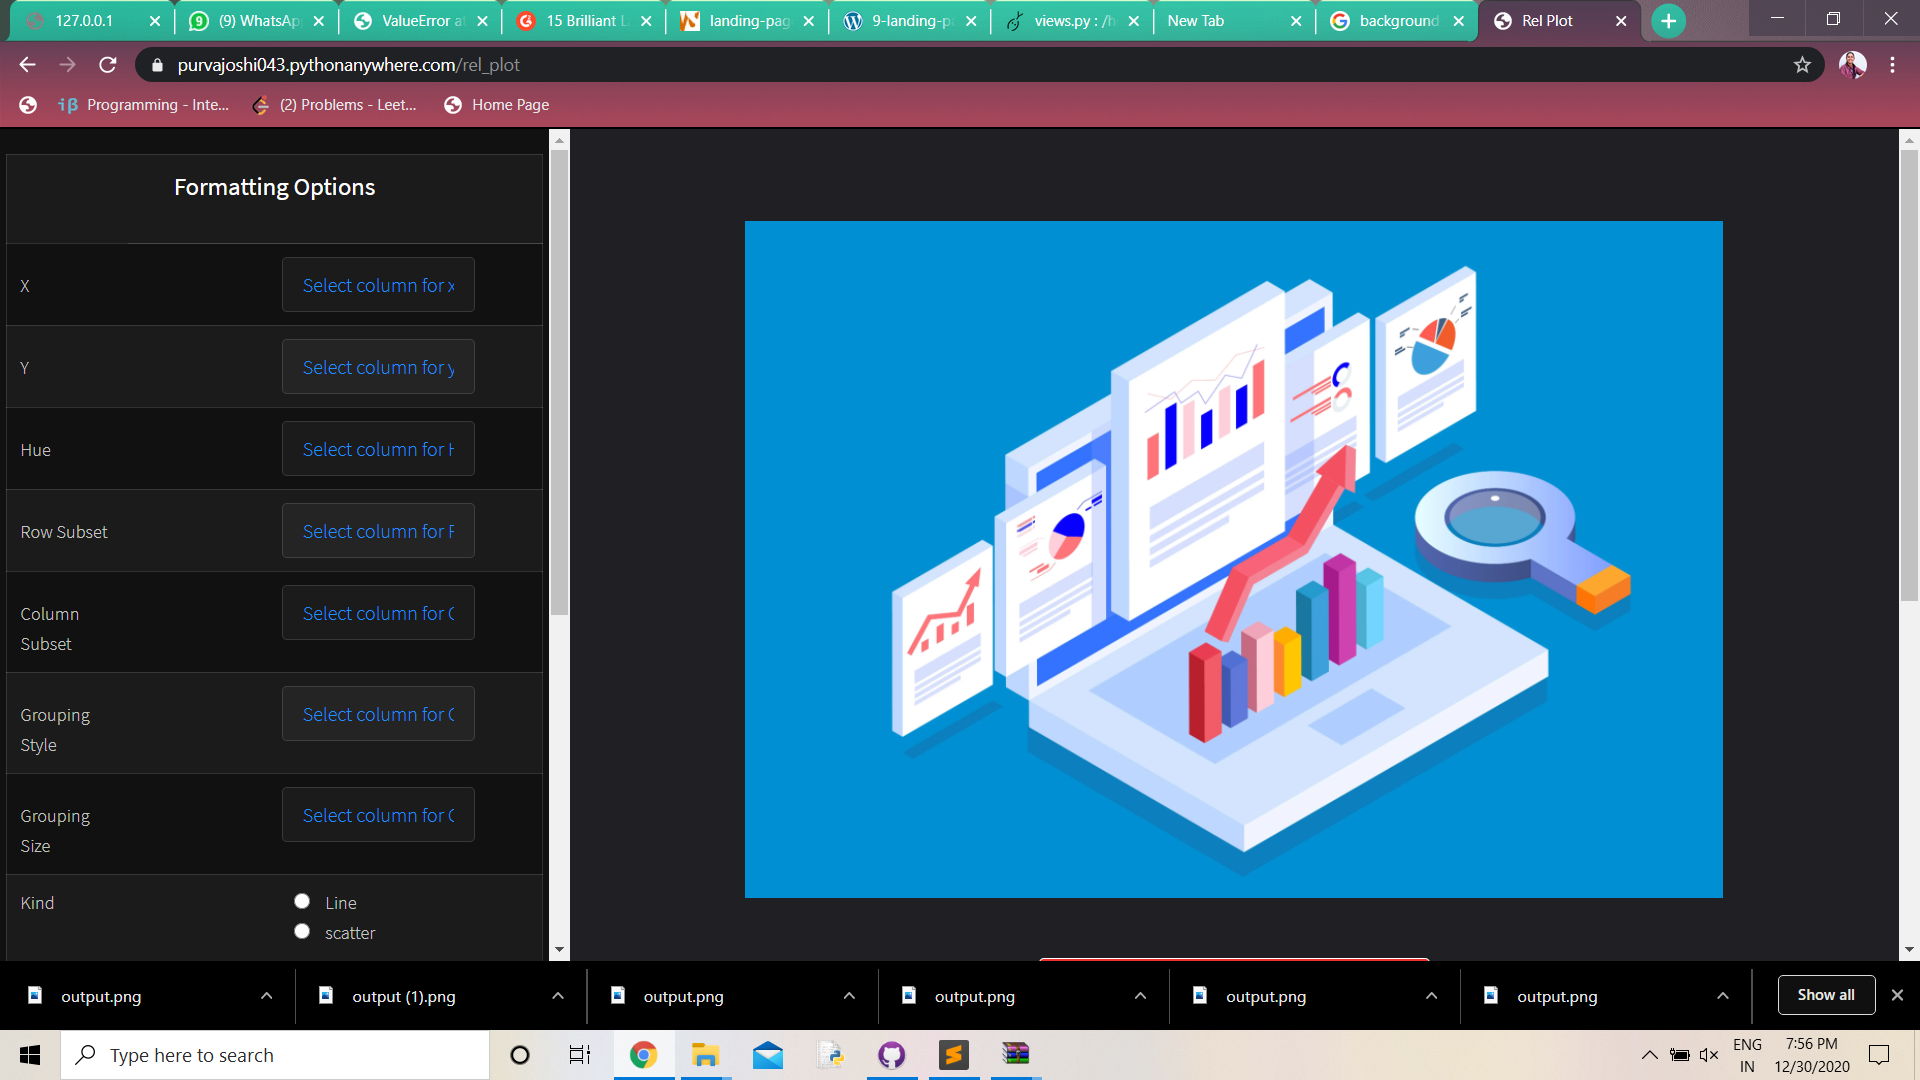 127.0.0.1
(9) WhatsAp
ValueError at
15 Brilliant L
landing-pag
9-landing-p
views.py : /h
New Tab
background
Rel Plot
purvajoshi043.pythonanywhere.com/rel_plot
Programming - Inte...
(2) Problems - Leet...
Home Page
Formatting Options
X
Select column for x
Y
Select column for y
Hue
Select column for H
Row Subset
Select column for R
Column
Subset
Select column for C
Grouping
Style
Select column for G
Grouping
Size
Select column for G
Kind
Line
scatter
output.png
output (1).png
output.png
output.png
output.png
output.png
Show all
Type here to search
ENG
IN
7:56 PM
12/30/2020